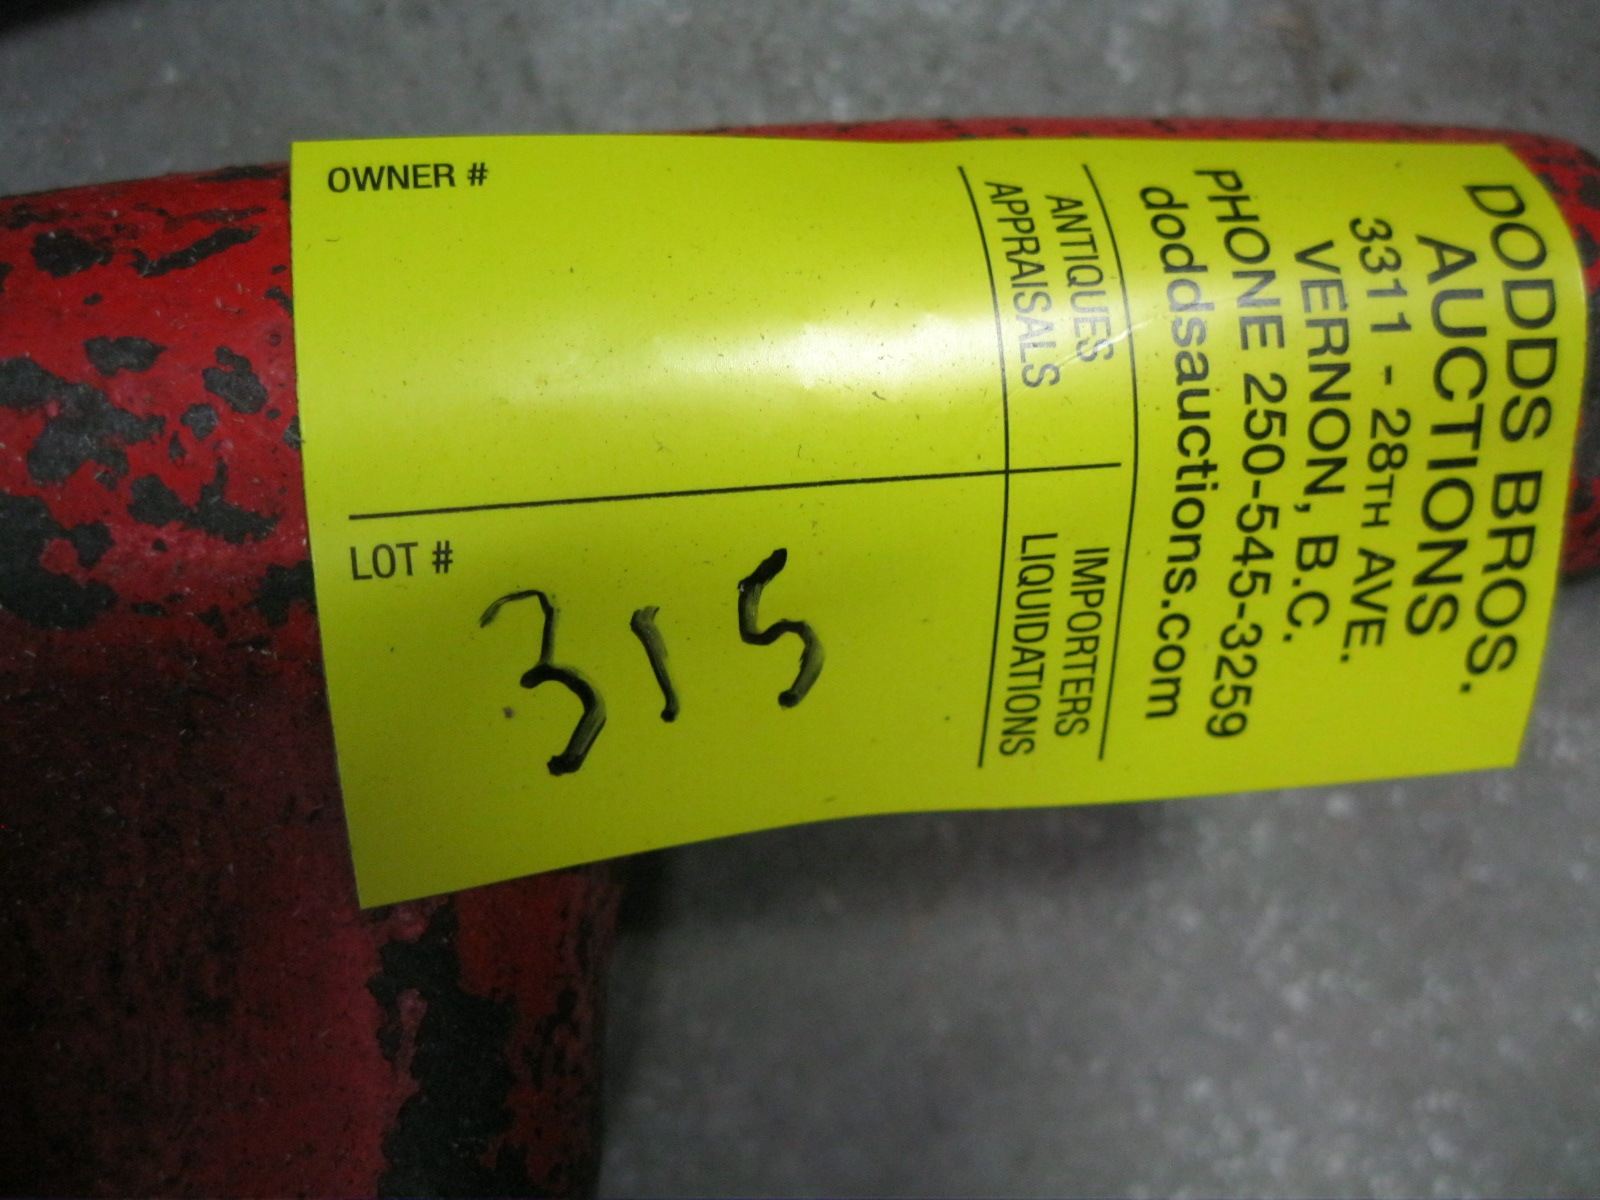 DODDS BROS.
AUCTIONS
3311 - 28TH AVE.
VERNON, B.C.
PHONE 250-545-3259
doddsauctions.com
ANTIQUES
APPRAISALS
IMPORTERS
LIQUIDATIONS
OWNER #
LOT #
315